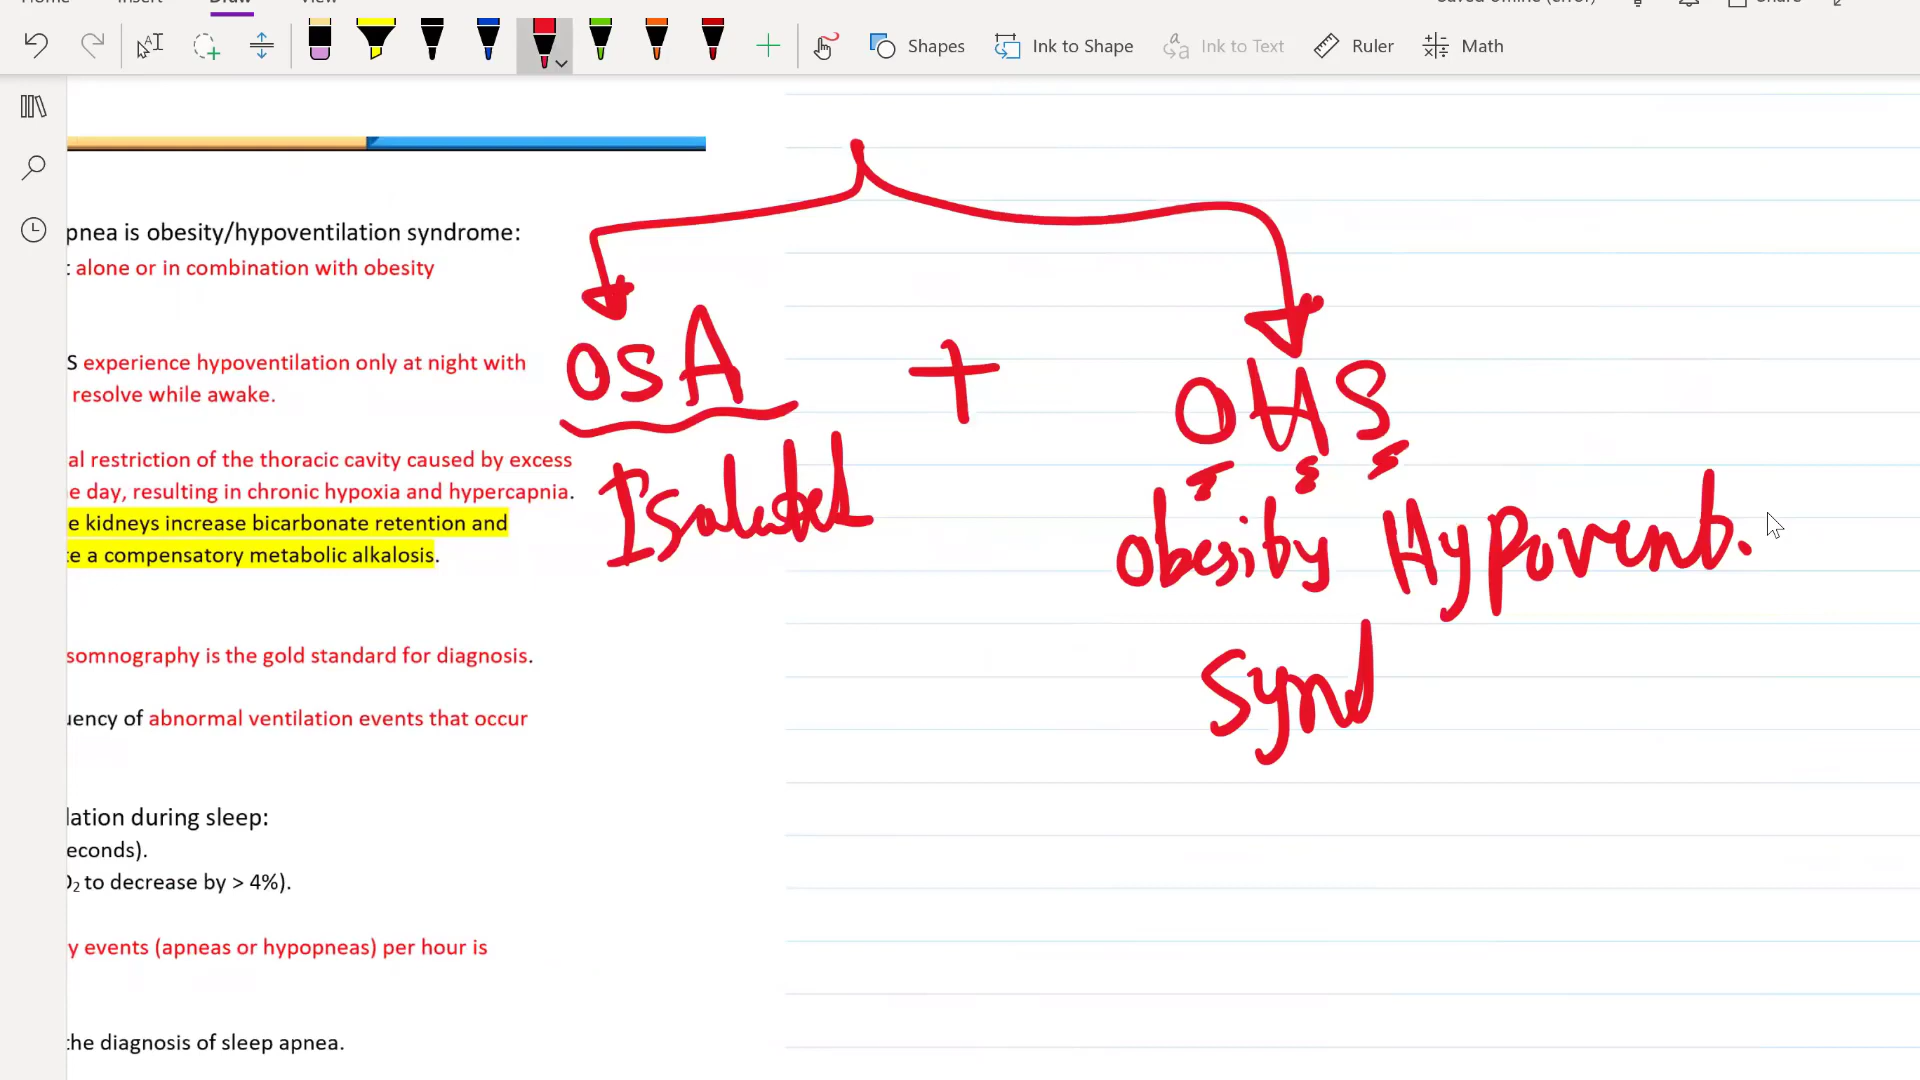 Draw
Shapes
Ink to Shape
Ink to Text
Ruler
Math
pnea is obesity/hypoventilation syndrome:
alone or in combination with obesity
S experience hypoventilation only at night with
resolve while awake.
al restriction of the thoracic cavity caused by excess
e day, resulting in chronic hypoxia and hypercapnia.
e kidneys increase bicarbonate retention and
te a compensatory metabolic alkalosis.
somnography is the gold standard for diagnosis.
uency of abnormal ventilation events that occur
lation during sleep:
econds).
O₂ to decrease by > 4%).
y events (apneas or hypopneas) per hour is
the diagnosis of sleep apnea.
OSA + OHS
Isolated
Obesity Hypovent.
Synd